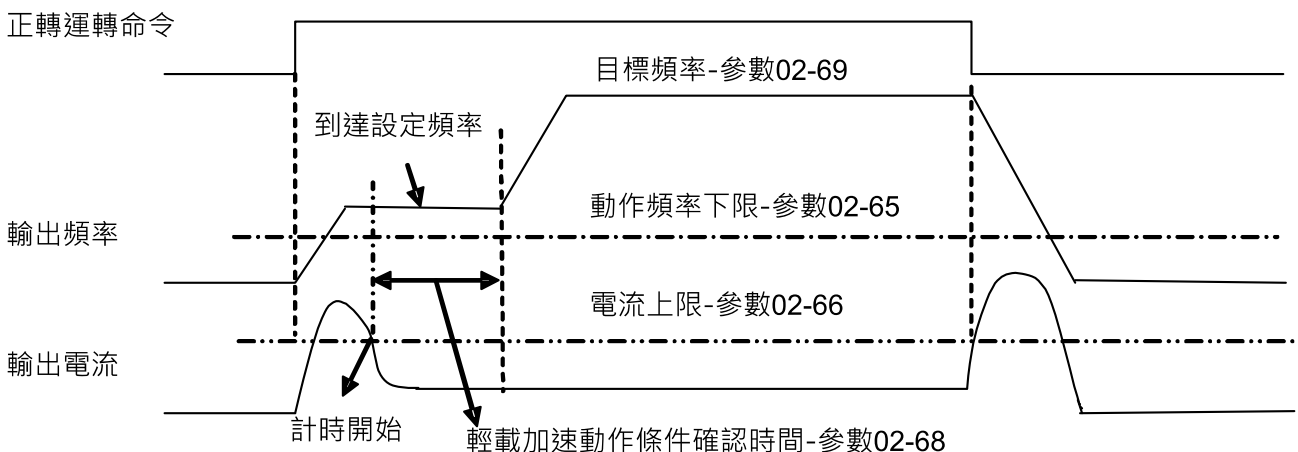 正轉運轉命令
目標頻率-參數02-69
到達設定頻率
動作頻率下限-參數02-65
輸出頻率
電流上限-參數02-66
輸出電流
計時開始
輕載加速動作條件確認時間-參數02-68